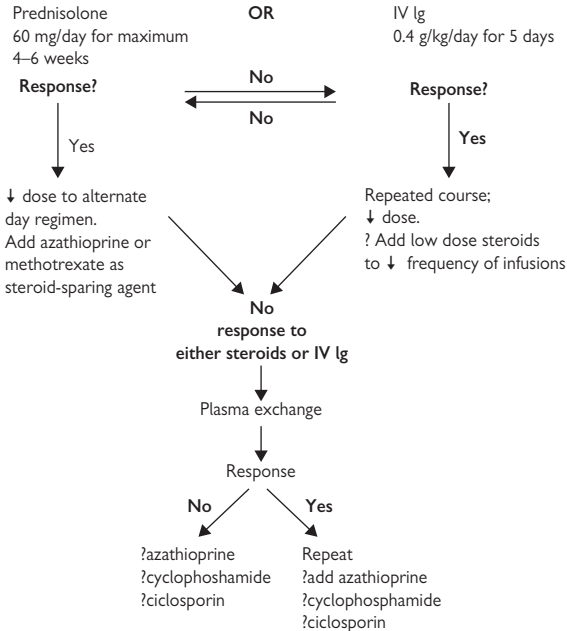 Prednisolone
60 mg/day for maximum
4–6 weeks
Response?
OR
IV lg
0.4 g/kg/day for 5 days
Response?
No
No
Yes
Yes
↓ dose to alternate
day regimen.
Add azathioprine or
methotrexate as
steroid-sparing agent
Repeated course;
↓ dose.
? Add low dose steroids
to ↓ frequency of infusions
No
response to
either steroids or IV lg
Plasma exchange
Response
No
Yes
?azathioprine
?cyclophoshamide
?ciclosporin
Repeat
?add azathioprine
?cyclophosphamide
?ciclosporin